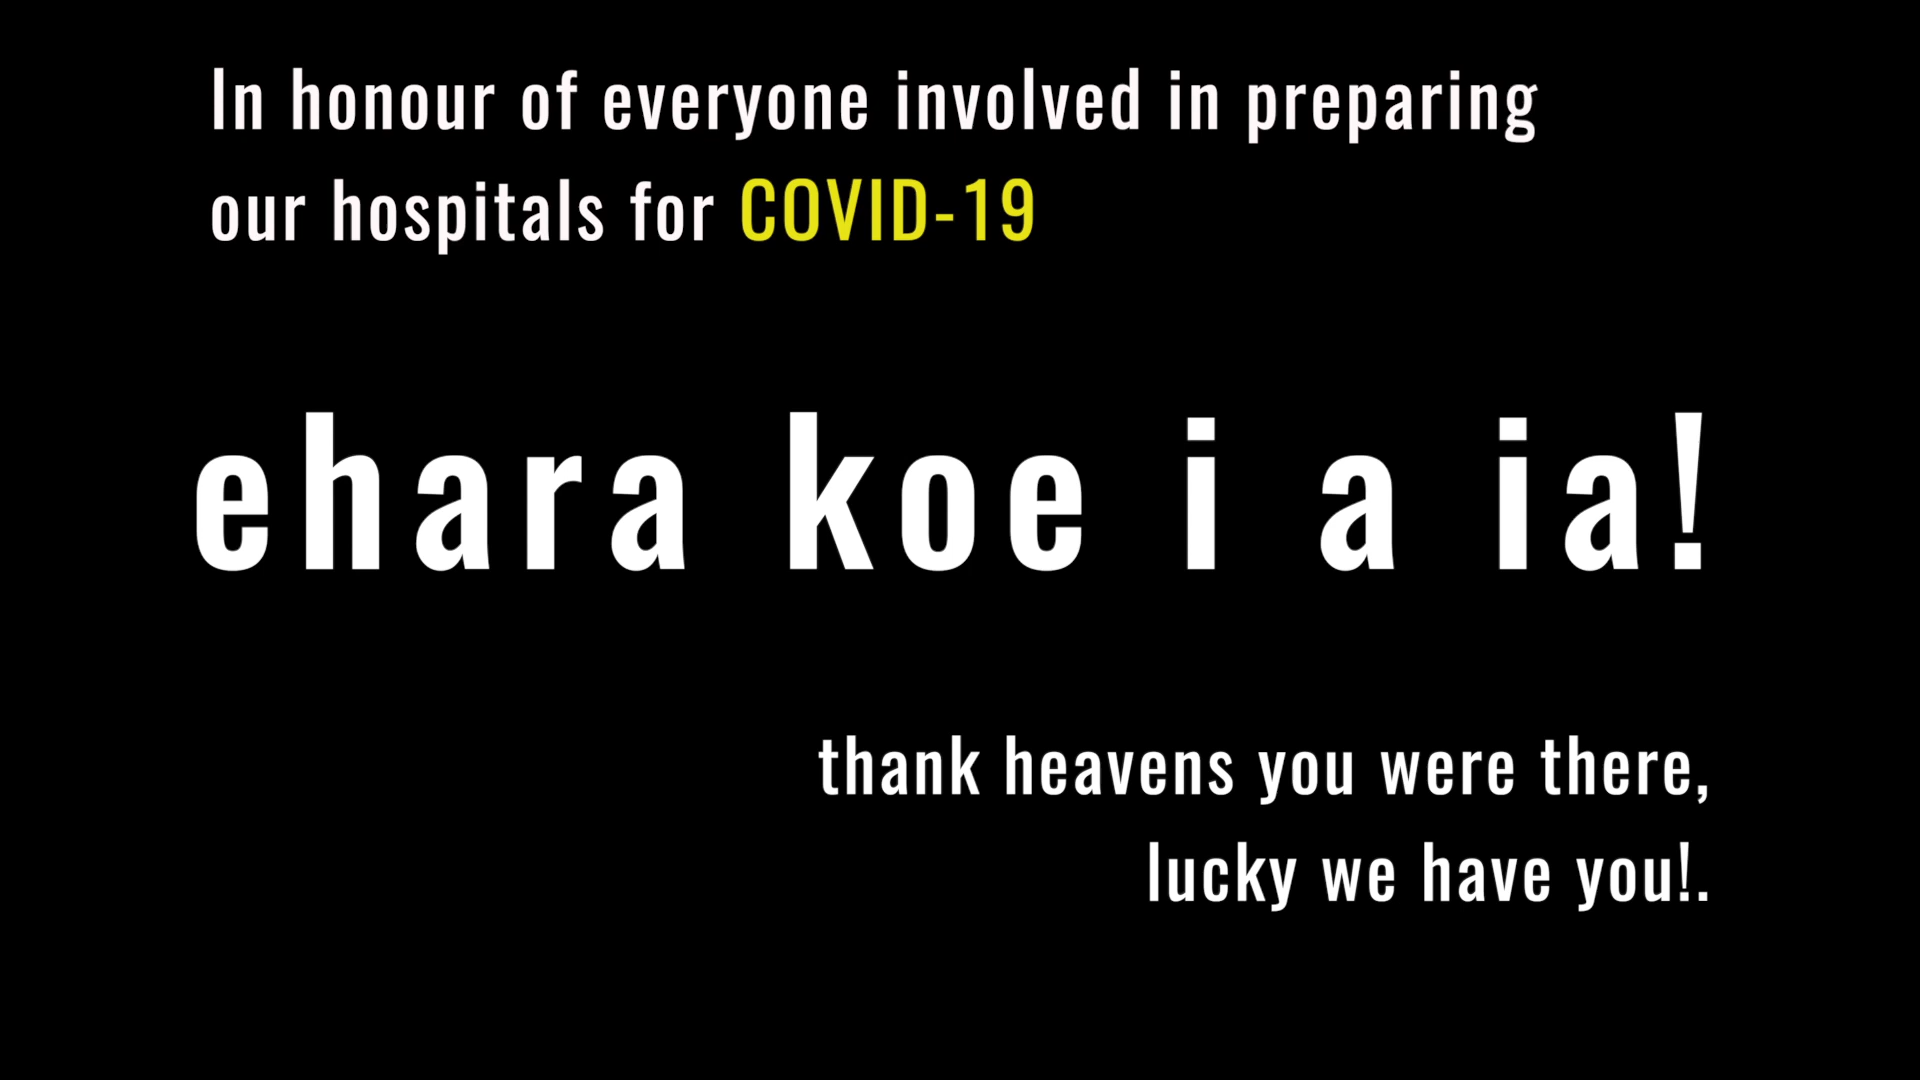 In honour of everyone involved in preparing
our hospitals for COVID-19
ehara koe i a ia!
thank heavens you were there,
lucky we have you!.